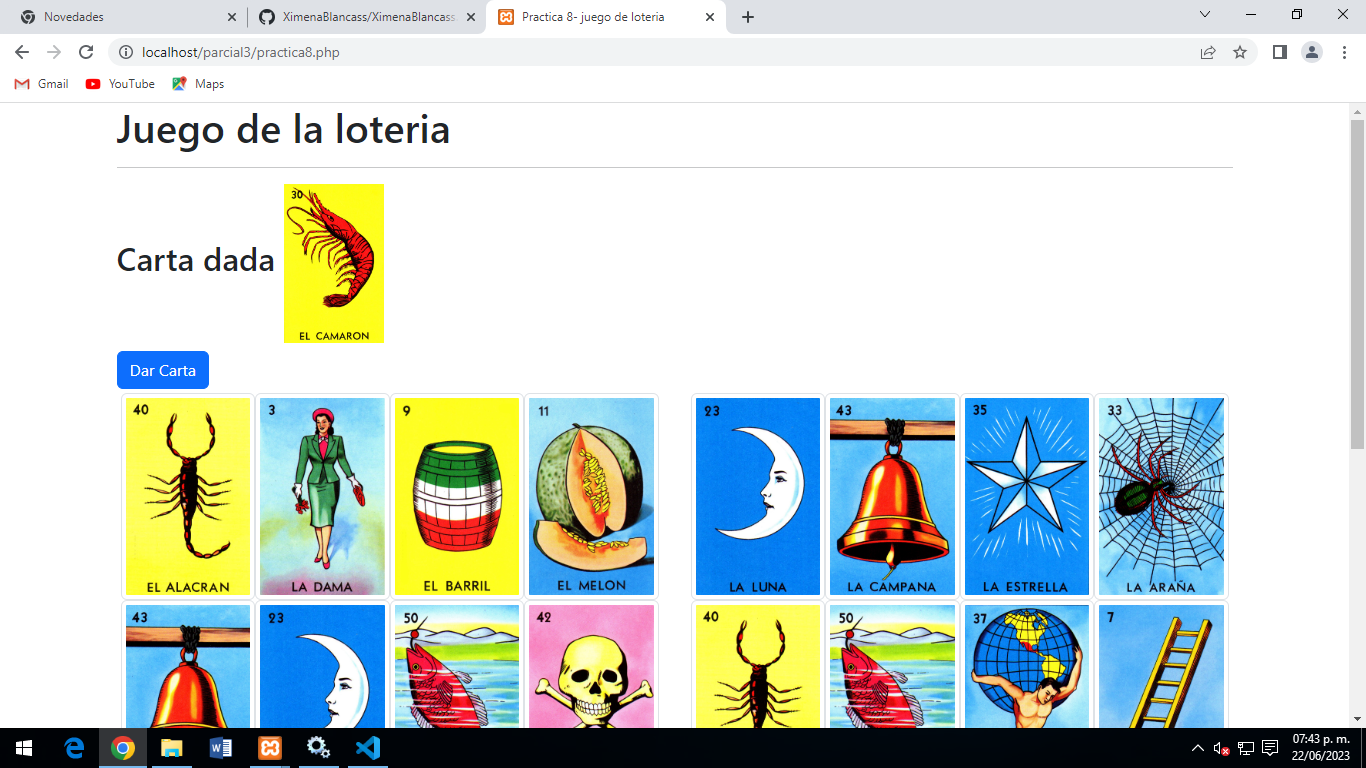 Novedades
XimenaBlancass/XimenaBlancass.
Practica 8- juego de loteria
localhost/parcial3/practica8.php
Gmail
YouTube
Maps
Juego de la loteria
30
Carta dada
EL CAMARON
Dar Carta
40 3 9 11 23 43 35 33
EL ALACRAN LA DAMA EL BARRIL EL MELON LA LUNA LA CAMPANA LA ESTRELLA LA ARAÑA
43 23 50 42 40 50 37 7
07:43 p. m.
22/06/2023